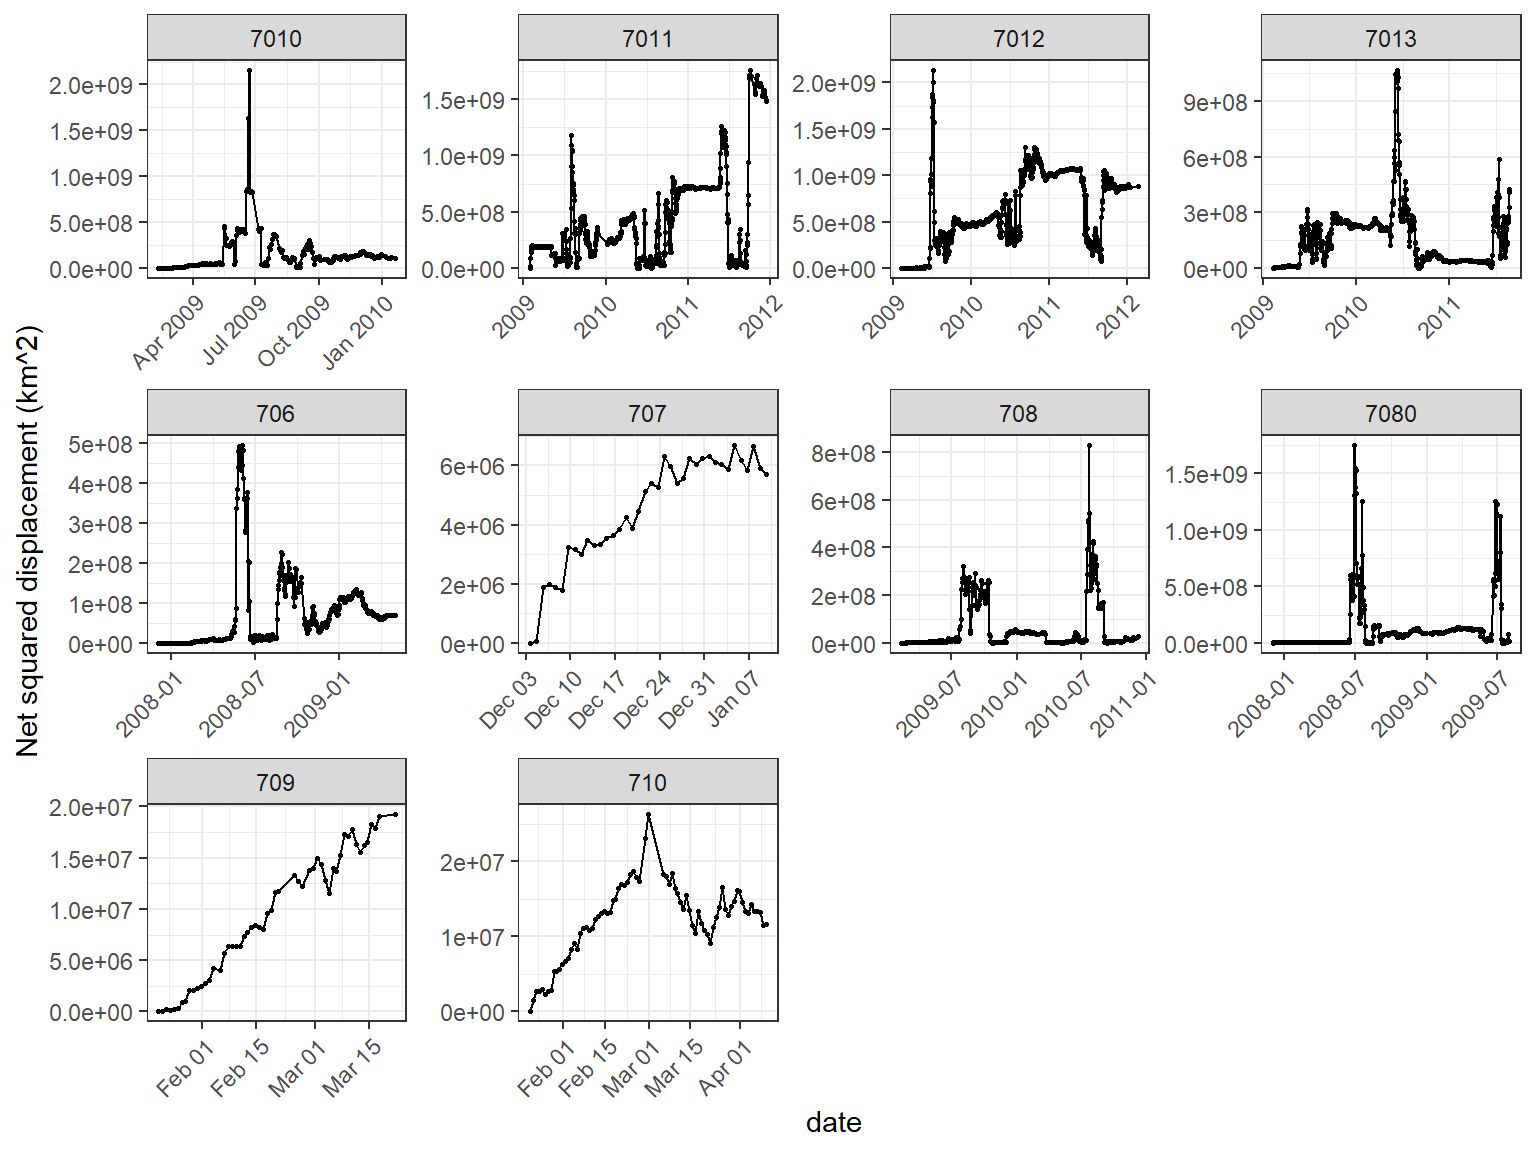 7010
7011
7012
7013
2.0e+09
1.5e+09
1.0e+09
5.0e+08
0.0e+00
1.5e+09
1.0e+09
5.0e+08
0.0e+00
2.0e+09
1.5e+09
1.0e+09
5.0e+08
0.0e+00
9e+08
6e+08
3e+08
0e+00
Apr 2009
Jul 2009
Oct 2009
Jan 2010
2009
2010
2011
2012
2009
2010
2011
2012
2009
2010
2011
Net squared displacement (km^2)
706
707
708
7080
5e+08
4e+08
3e+08
2e+08
1e+08
0e+00
6e+06
4e+06
2e+06
0e+00
8e+08
6e+08
4e+08
2e+08
0e+00
1.5e+09
1.0e+09
5.0e+08
0.0e+00
2008-01
2008-07
2009-01
Dec 03
Dec 10
Dec 17
Dec 24
Dec 31
Jan 07
2009-07
2010-01
2010-07
2011-01
2008-01
2008-07
2009-01
2009-07
709
710
2.0e+07
1.5e+07
1.0e+07
5.0e+06
0.0e+00
2e+07
1e+07
0e+00
Feb 01
Feb 15
Mar 01
Mar 15
Feb 01
Feb 15
Mar 01
Mar 15
Apr 01
date